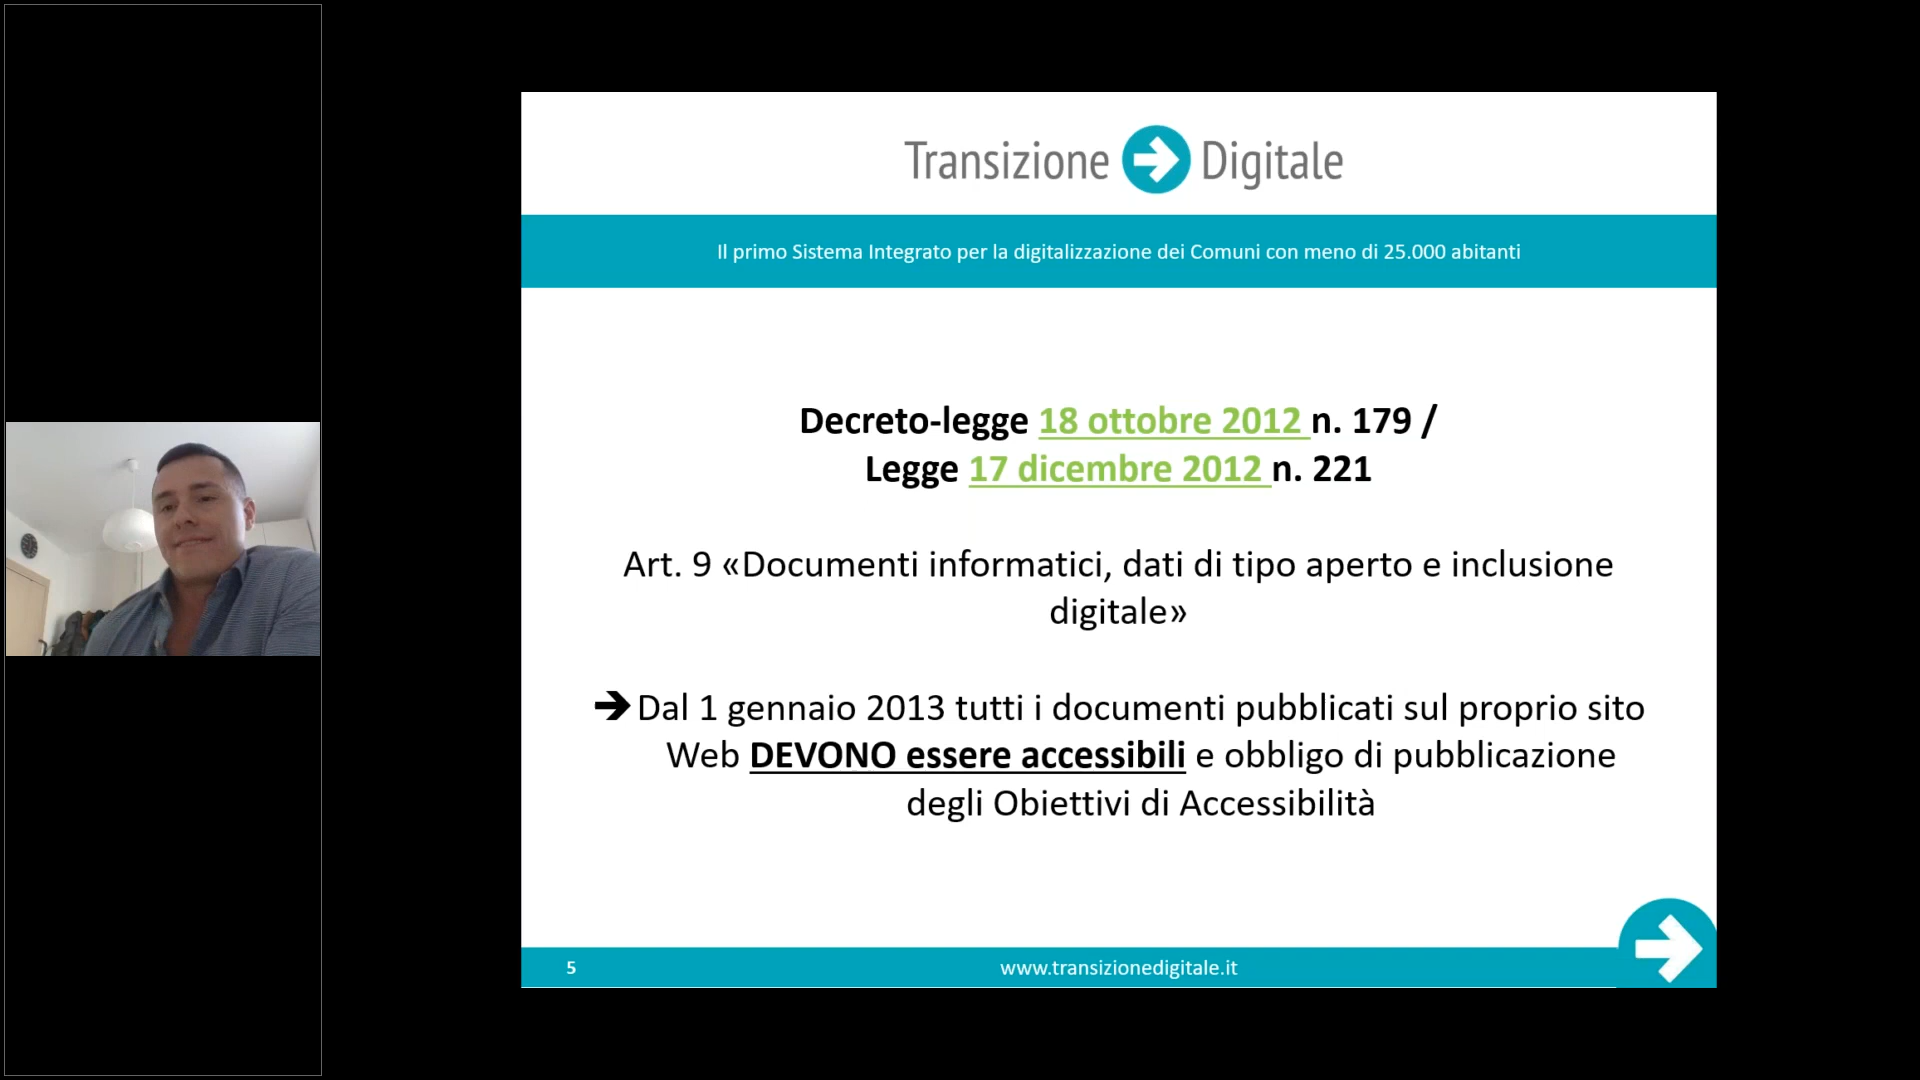 Transizione Digitale
Il primo Sistema Integrato per la digitalizzazione dei Comuni con meno di 25.000 abitanti
Decreto-legge 18 ottobre 2012 n. 179 /
Legge 17 dicembre 2012 n. 221
Art. 9 «Documenti informatici, dati di tipo aperto e inclusione
digitale»
➔Dal 1 gennaio 2013 tutti i documenti pubblicati sul proprio sito
Web DEVONO essere accessibili e obbligo di pubblicazione
degli Obiettivi di Accessibilità
5
www.transizionedigitale.it